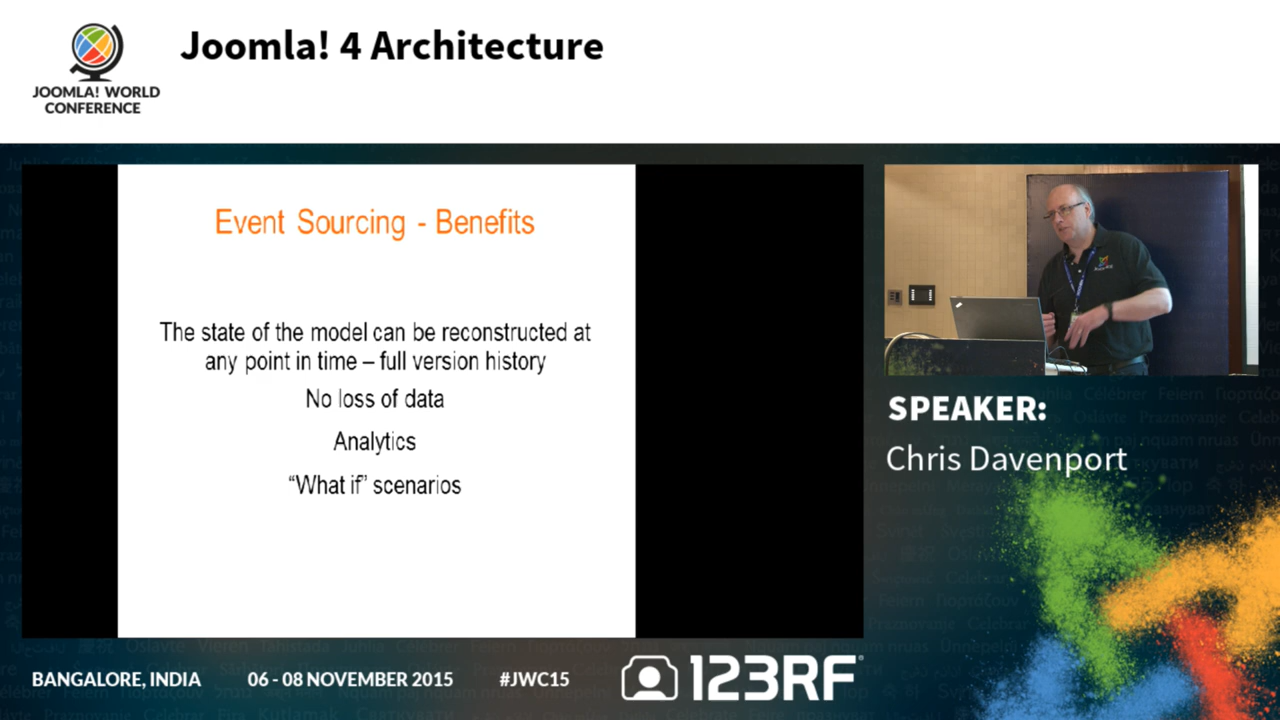 Joomla! 4 Architecture
JOOMLA! WORLD
CONFERENCE
Event Sourcing - Benefits
The state of the model can be reconstructed at
any point in time – full version history
No loss of data
Analytics
“What if” scenarios
SPEAKER:
Chris Davenport
BANGALORE, INDIA
06 - 08 NOVEMBER 2015
#JWC15
123RF